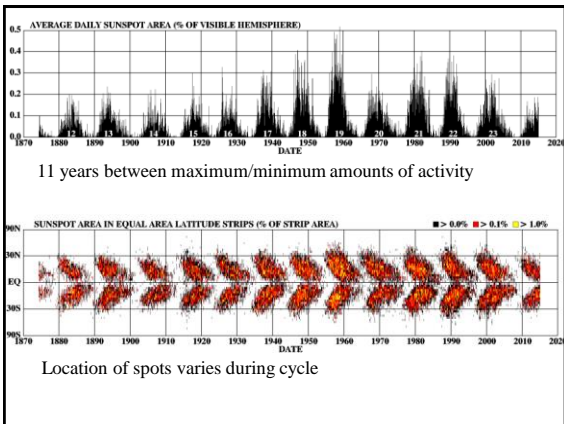 AVERAGE DAILY SUNSPOT AREA (% OF VISIBLE HEMISPHERE)
0.5
0.4
0.3
0.2
0.1
0.0
12 13 14 15 16 17 18 19 20 21 22 23
1870 1880 1890 1900 1910 1920 1930 1940 1950 1960 1970 1980 1990 2000 2010 2020
DATE
11 years between maximum/minimum amounts of activity
SUNSPOT AREA IN EQUAL AREA LATITUDE STRIPS (% OF STRIP AREA) > 0.0% > 0.1% > 1.0%
90N
30N
EQ
30S
90S
1870 1880 1890 1900 1910 1920 1930 1940 1950 1960 1970 1980 1990 2000 2010 2020
DATE
Location of spots varies during cycle